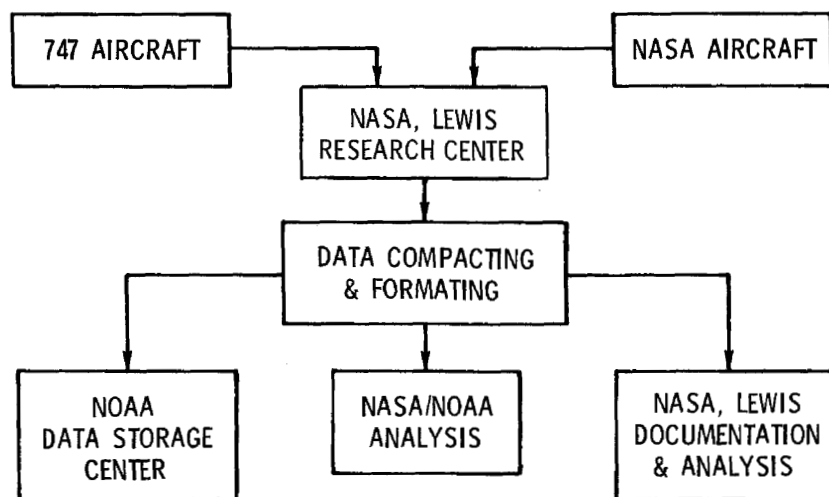 747 AIRCRAFT
NASA AIRCRAFT
NASA, LEWIS
RESEARCH CENTER
DATA COMPACTING
& FORMATING
NOAA
DATA STORAGE
CENTER
NASA/NOAA
ANALYSIS
NASA, LEWIS
DOCUMENTATION
& ANALYSIS